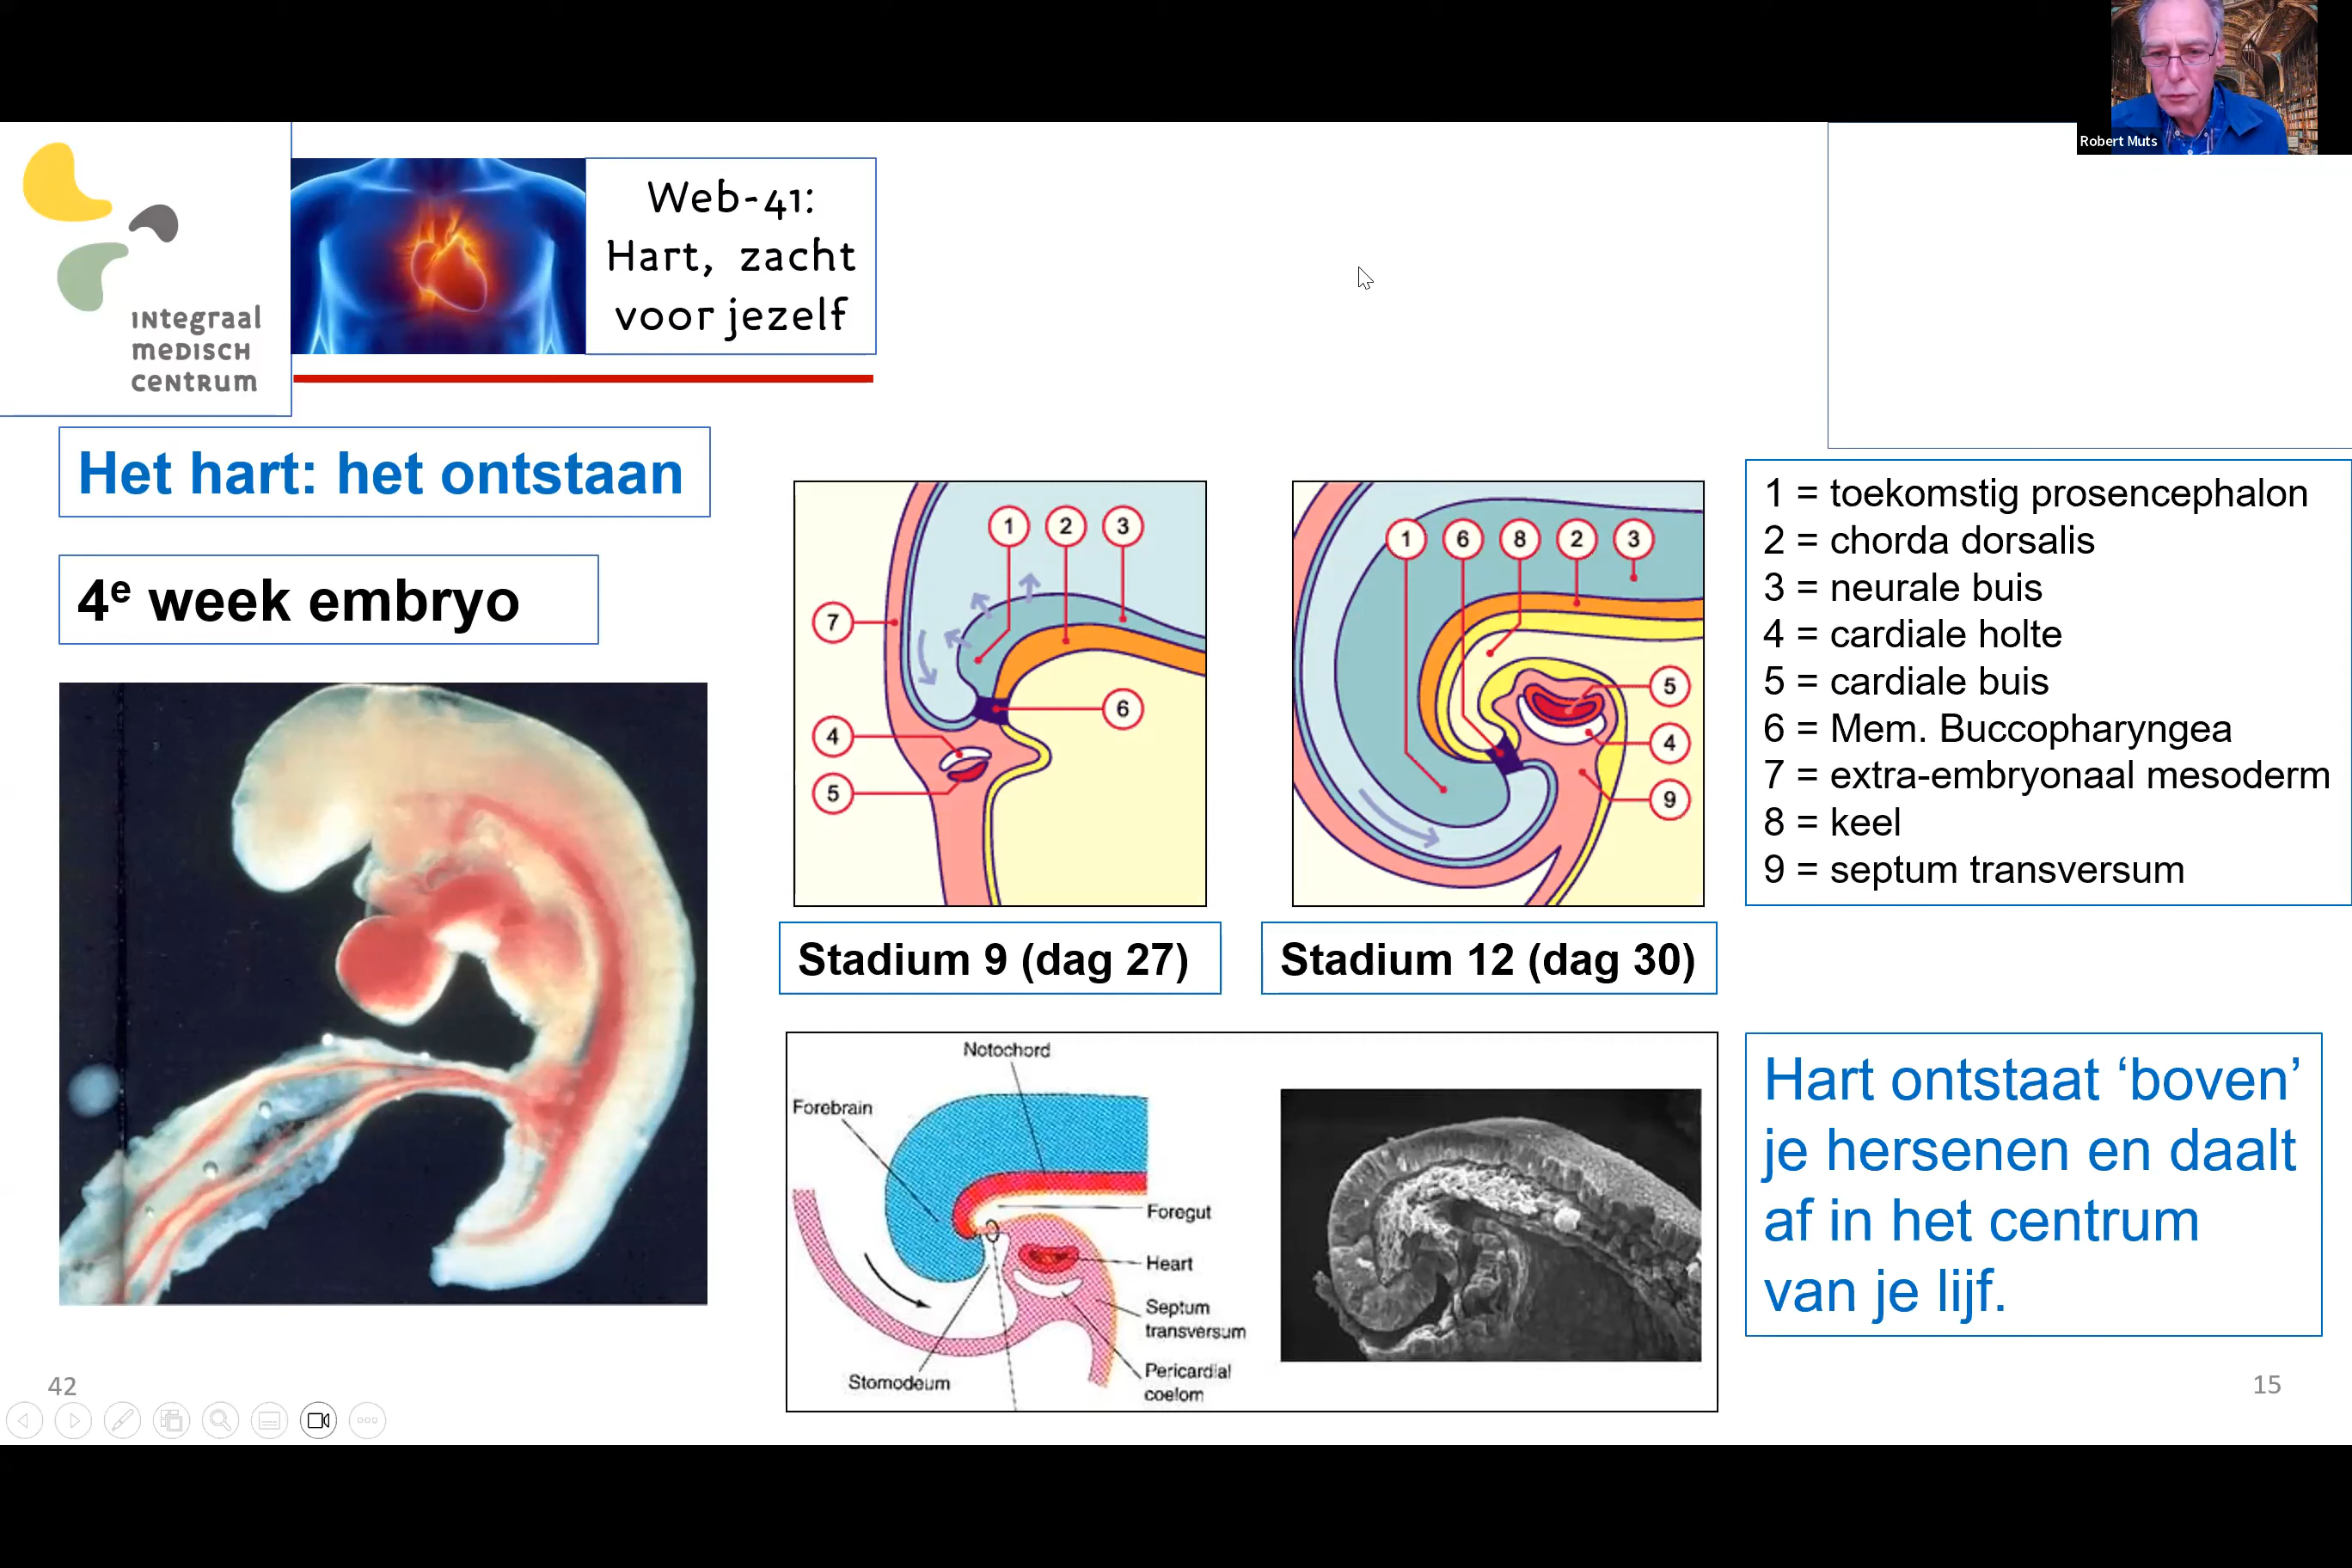 Robert Muts
INtegraal
meDISCH
CeNtRUM
Web-41:
Hart, zacht
voor jezelf
Het hart: het ontstaan
4e week embryo
1 2 3
7
6
4
5
1 6 8 2 3
5
4
9
1 = toekomstig prosencephalon
2 = chorda dorsalis
3 = neurale buis
4 = cardiale holte
5 = cardiale buis
6 = Mem. Buccopharyngea
7 = extra-embryonaal mesoderm
8 = keel
9 = septum transversum
Stadium 9 (dag 27)
Stadium 12 (dag 30)
Notochord
Forebrain
Foregut
Heart
Septum
transversum
Pericardial
coelom
Stomodeum
Hart ontstaat ‘boven’
je hersenen en daalt
af in het centrum
van je lijf.
42
15